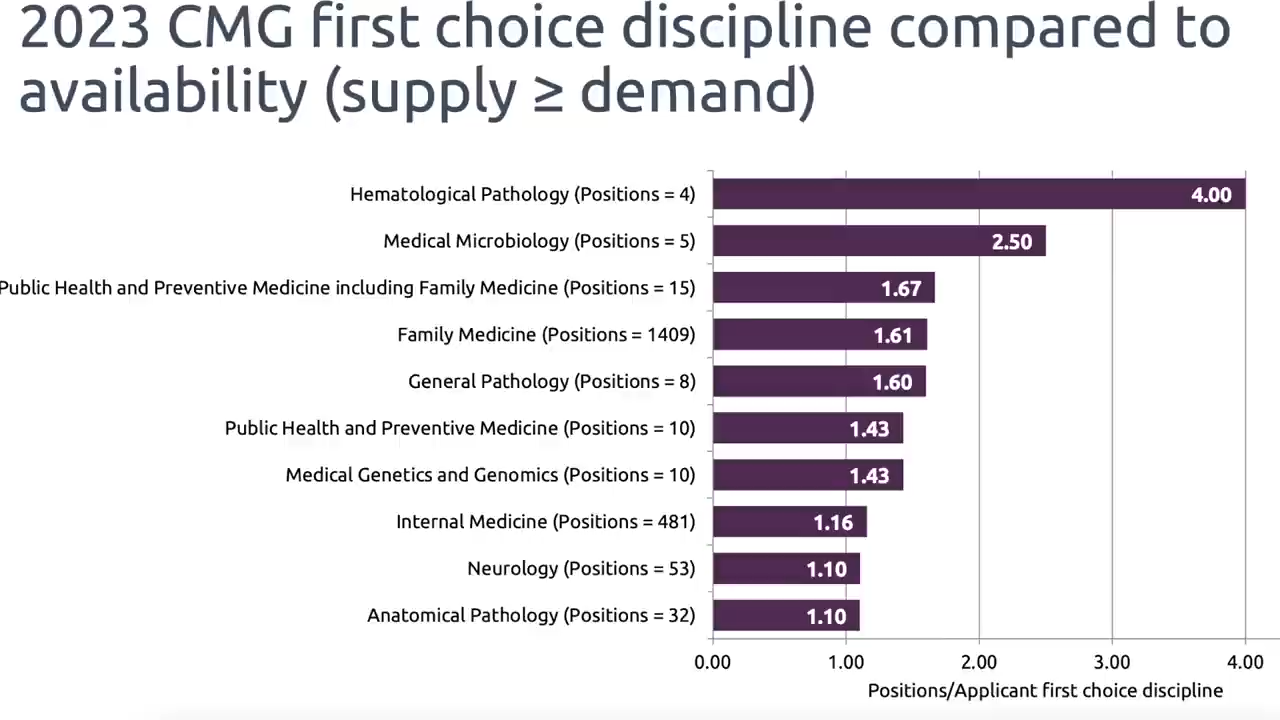 2023 CMG first choice discipline compared to
availability (supply ≥ demand)
Hematological Pathology (Positions = 4)
4.00
Medical Microbiology (Positions = 5)
2.50
Public Health and Preventive Medicine including Family Medicine (Positions = 15)
1.67
Family Medicine (Positions = 1409)
1.61
General Pathology (Positions = 8)
1.60
Public Health and Preventive Medicine (Positions = 10)
1.43
Medical Genetics and Genomics (Positions = 10)
1.43
Internal Medicine (Positions = 481)
1.16
Neurology (Positions = 53)
1.10
Anatomical Pathology (Positions = 32)
1.10
0.00 1.00 2.00 3.00 4.00
Positions/Applicant first choice discipline